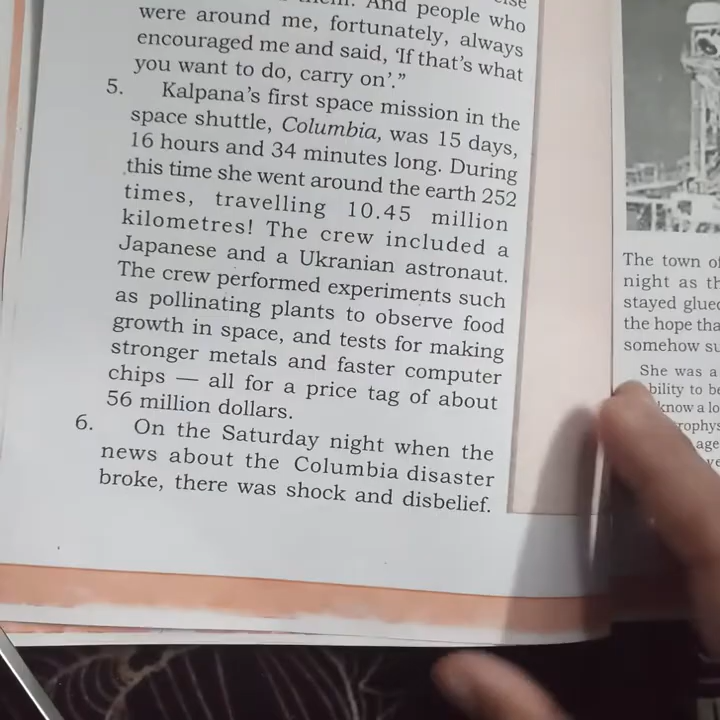 them. And people who
were around me, fortunately, always
encouraged me and said, 'If that's what
you want to do, carry on'."
5. Kalpana's first space mission in the
space shuttle, Columbia, was 15 days,
16 hours and 34 minutes long. During
this time she went around the earth 252
times, travelling 10.45 million
kilometres! The crew included a
Japanese and a Ukranian astronaut.
The crew performed experiments such
as pollinating plants to observe food
growth in space, and tests for making
stronger metals and faster computer
chips — all for a price tag of about
56 million dollars.
6. On the Saturday night when the
news about the Columbia disaster
broke, there was shock and disbelief.
The town of
night as th
stayed glued
the hope tha
somehow su
She was a
bility to be
know a lo
rophys
age